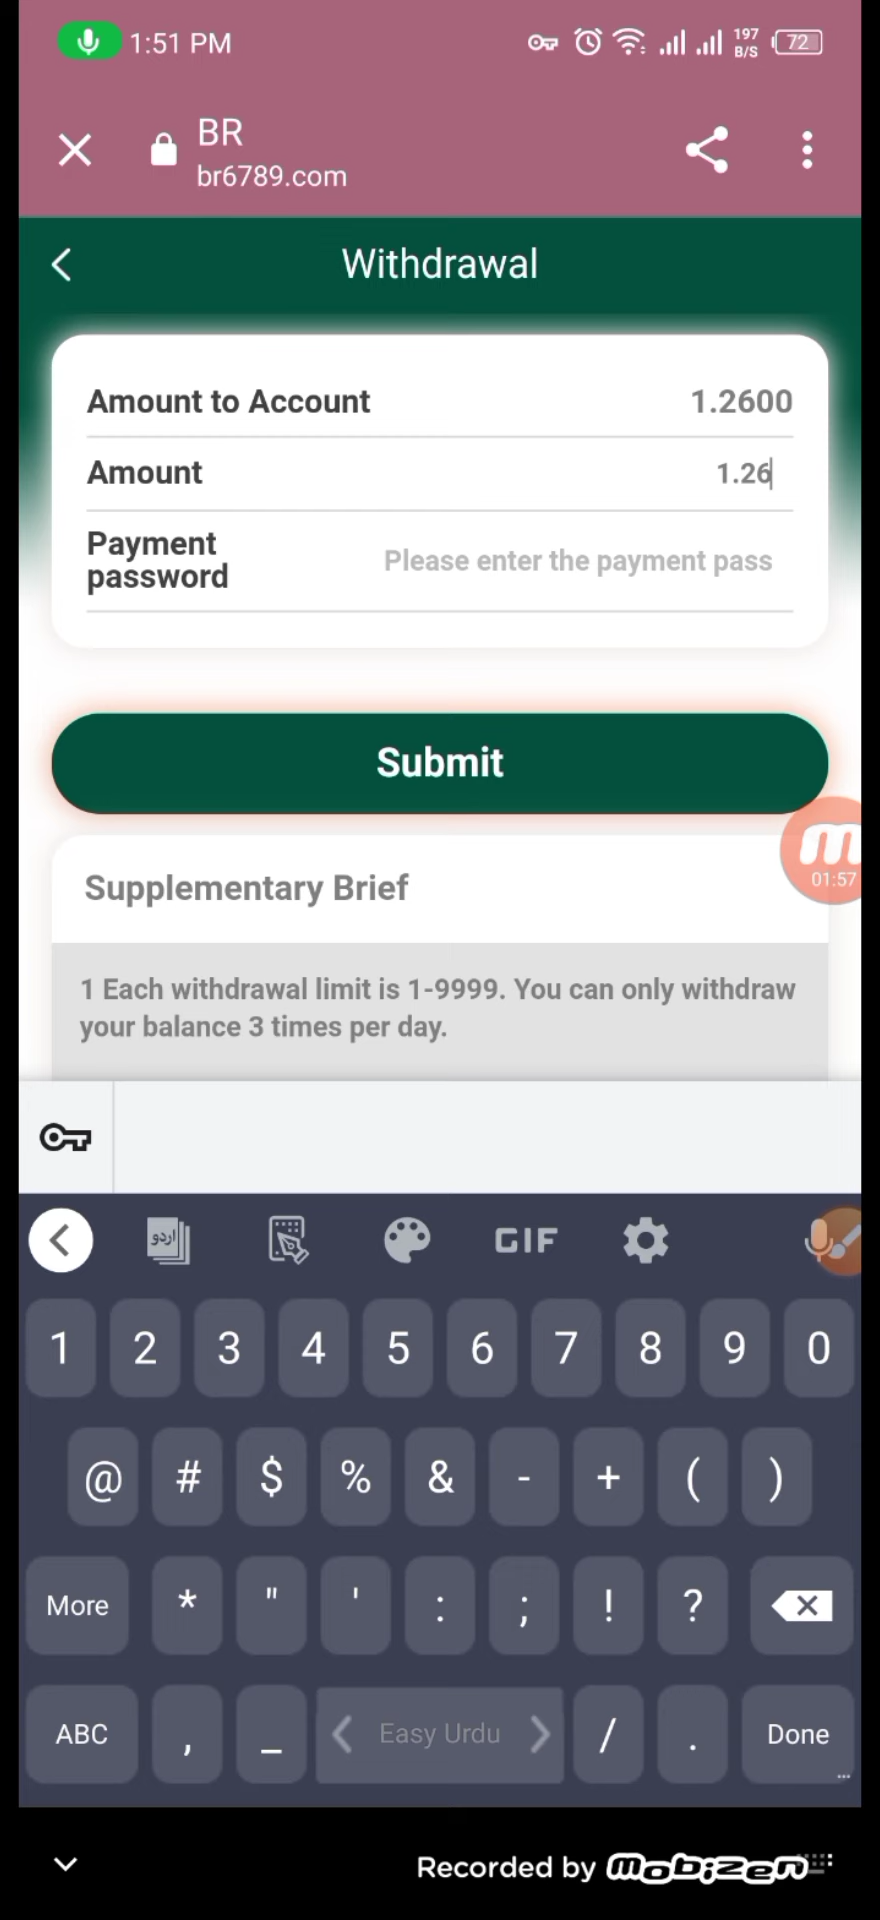 1:51 PM
197
B/S
72
BR
br6789.com
Withdrawal
Amount to Account 1.2600
Amount 1.26
Payment
password
Please enter the payment pass
Submit
01:57
Supplementary Brief
1 Each withdrawal limit is 1-9999. You can only withdraw
your balance 3 times per day.
اردو
GIF
1 2 3 4 5 6 7 8 9 0
@ # $ % & - + ( )
More * " ' : ; ! ?
ABC , _ Easy Urdu / . Done
...
Recorded by mobizen